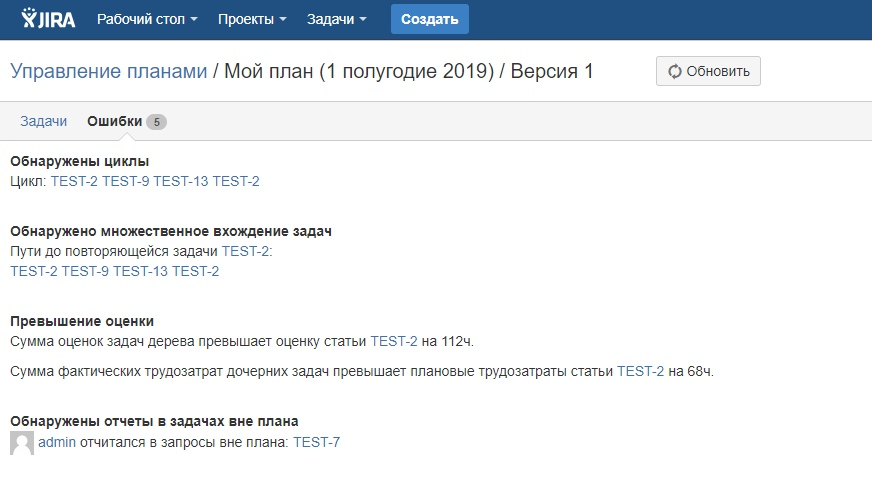 JIRA Рабочий стол Проекты Задачи Создать
Управление планами / Мой план (1 полугодие 2019) / Версия 1 Обновить
Задачи Ошибки 5
Обнаружены циклы
Цикл: TEST-2 TEST-9 TEST-13 TEST-2
Обнаружено множественное вхождение задач
Пути до повторяющейся задачи TEST-2:
TEST-2 TEST-9 TEST-13 TEST-2
Превышение оценки
Сумма оценок задач дерева превышает оценку статьи TEST-2 на 112ч.
Сумма фактических трудозатрат дочерних задач превышает плановые трудозатраты статьи TEST-2 на 68ч.
Обнаружены отчеты в задачах вне плана
admin отчитался в запросы вне плана: TEST-7